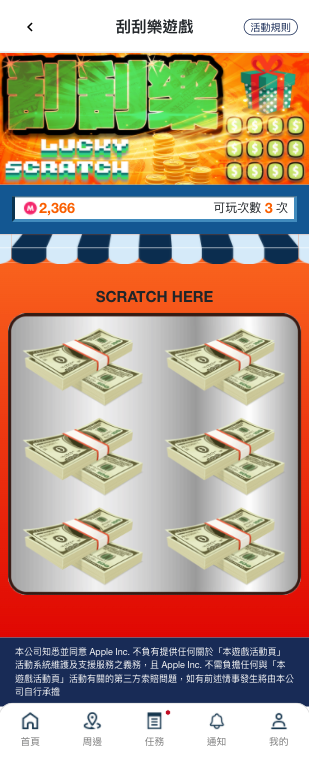 刮刮樂遊戲
活動規則
刮刮樂
LUCKY
SCRATCH
M 2,366
可玩次數 3 次
SCRATCH HERE
本公司知悉並同意 Apple Inc. 不負有提供任何關於「本遊戲活動頁」
活動系統維護及支援服務之義務，且 Apple Inc. 不需負擔任何與「本
遊戲活動頁」活動有關的第三方索賠問題，如有前述情事發生將由本公
司自行承擔
首頁
周邊
任務
通知
我的